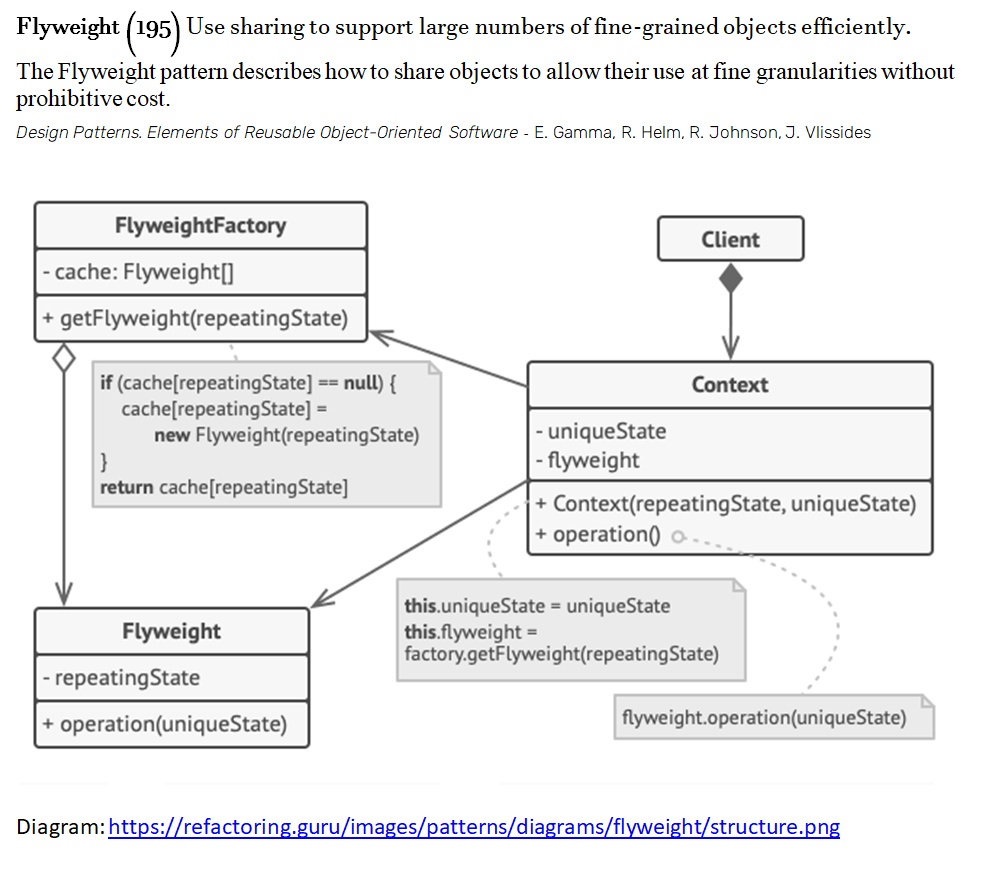 Flyweight (195) Use sharing to support large numbers of fine-grained objects efficiently.
The Flyweight pattern describes how to share objects to allow their use at fine granularities without
prohibitive cost.
Design Patterns. Elements of Reusable Object-Oriented Software - E. Gamma, R. Helm, R. Johnson, J. Vlissides
FlyweightFactory
- cache: Flyweight[]
+ getFlyweight(repeatingState)
if (cache[repeatingState] == null) {
cache[repeatingState] =
new Flyweight(repeatingState)
}
return cache[repeatingState]
Client
Context
- uniqueState
- flyweight
+ Context(repeatingState, uniqueState)
+ operation()
this.uniqueState = uniqueState
this.flyweight =
factory.getFlyweight(repeatingState)
flyweight.operation(uniqueState)
Flyweight
- repeatingState
+ operation(uniqueState)
Diagram: https://refactoring.guru/images/patterns/diagrams/flyweight/structure.png